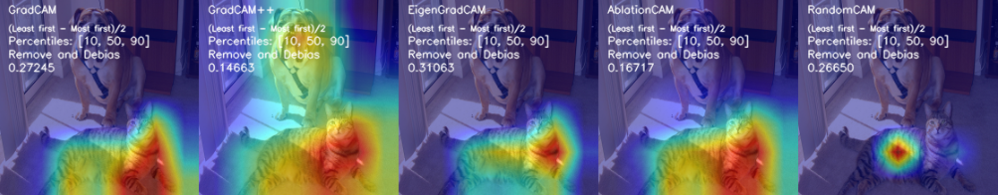 GradCAM
(Least first - Most first)/2
Percentiles: [10, 50, 90]
Remove and Debias
0.27245
GradCAM++
(Least first - Most first)/2
Percentiles: [10, 50, 90]
Remove and Debias
0.14663
EigenGradCAM
(Least first - Most first)/2
Percentiles: [10, 50, 90]
Remove and Debias
0.31063
AblationCAM
(Least first - Most first)/2
Percentiles: [10, 50, 90]
Remove and Debias
0.16717
RandomCAM
(Least first - Most first)/2
Percentiles: [10, 50, 90]
Remove and Debias
0.26650